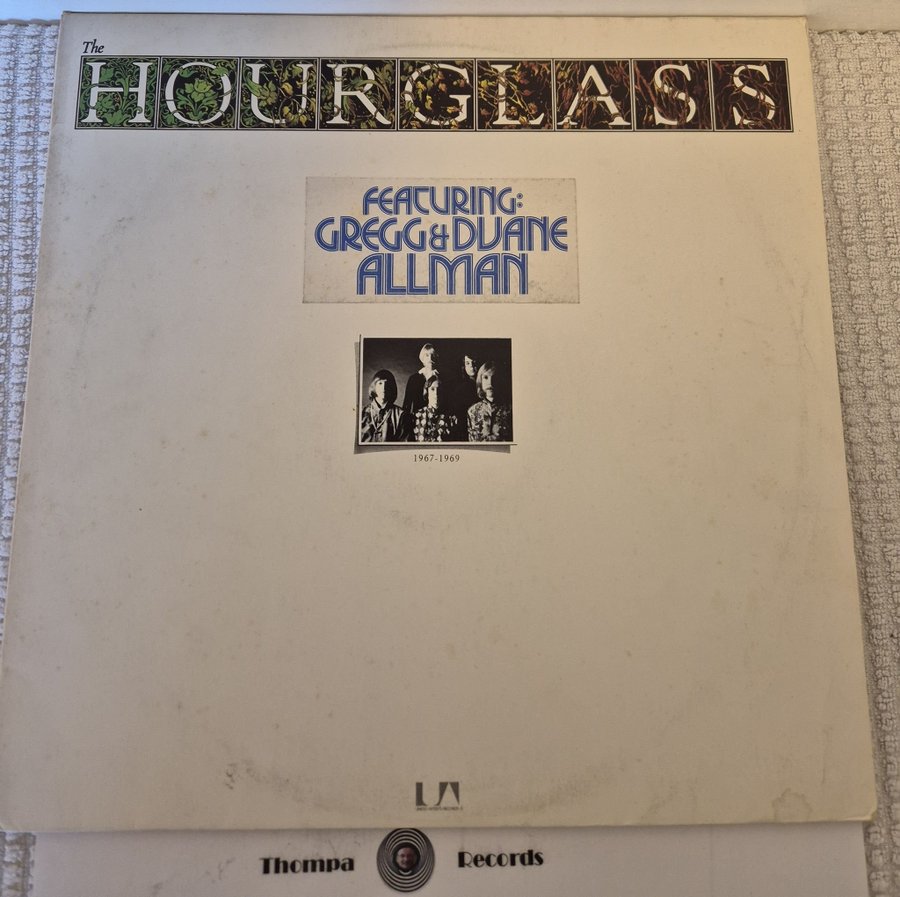 The
HOURGLASS
FEATURING:
GREGG & DUANE
ALLMAN
1967-1969
UA
Thompa Records